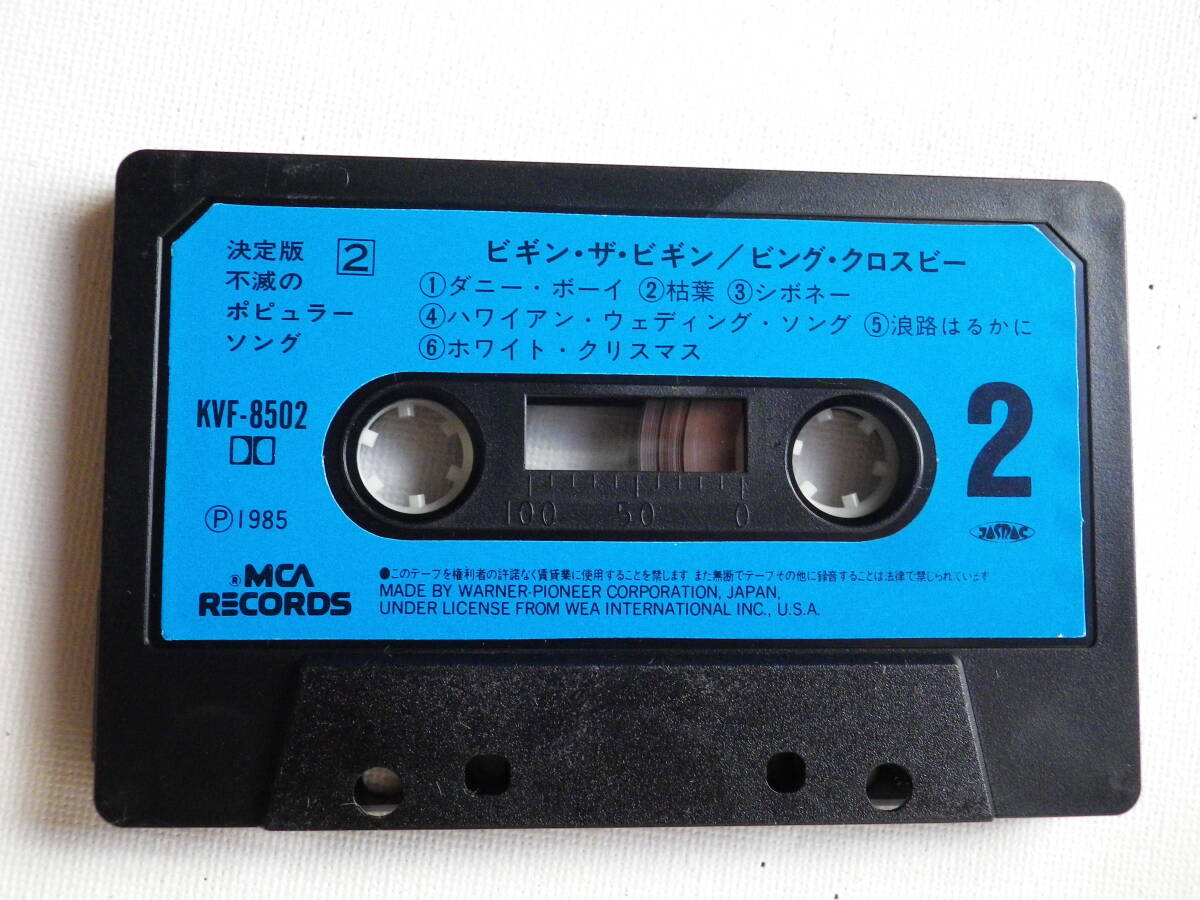 決定版 2
不滅の
ポピュラー
ソング
ビギン・ザ・ビギン/ビング・クロスビー
①ダニー・ボーイ ②枯葉 ③シボネー
④ハワイアン・ウェディング・ソング ⑤浪路はるかに
⑥ホワイト・クリスマス
KVF-8502
2
100 50 0
Ⓟ1985
JASRAC
®MCA
RECORDS
●このテープを権利者の許諾なく賃貸業に使用することを禁じます また無断でテープその他に録音することは法律で禁じられています
MADE BY WARNER-PIONEER CORPORATION, JAPAN,
UNDER LICENSE FROM WEA INTERNATIONAL INC., U.S.A.